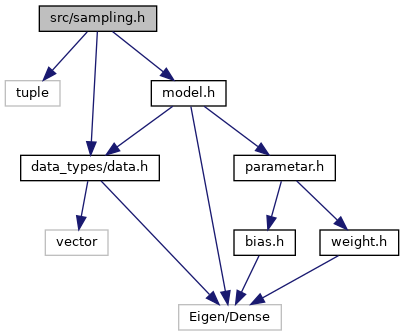 src/sampling.h
tuple
model.h
data_types/data.h
parametar.h
vector
bias.h
weight.h
Eigen/Dense